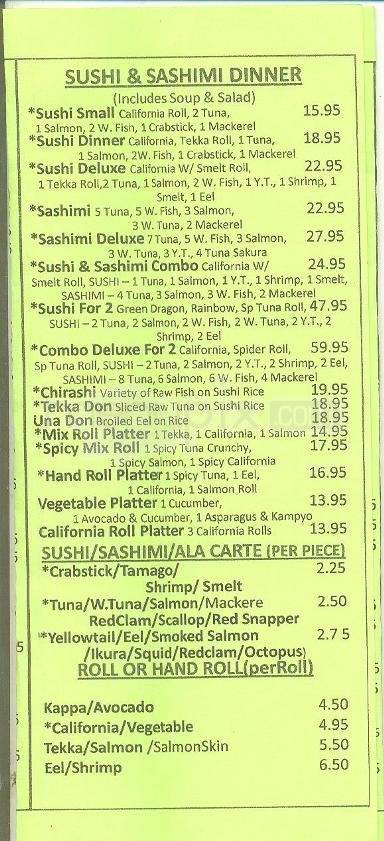 SUSHI & SASHIMI DINNER
(Includes Soup & Salad)
*Sushi Small California Roll, 2 Tuna, 15.95
1 Salmon, 2 W. Fish, 1 Crabstick, 1 Mackerel
*Sushi Dinner California, Tekka Roll, 1 Tuna, 18.95
1 Salmon, 2W. Fish, 1 Crabstick, 1 Mackerel
*Sushi Deluxe California W/ Smelt Roll, 22.95
1 Tekka Roll,2 Tuna, 1 Salmon, 2 W. Fish, 1 Y.T., 1 Shrimp, 1
Smelt, 1 Eel
*Sashimi 5 Tuna, 5 W. Fish, 3 Salmon, 22.95
3 W. Tuna, 2 Mackerel
*Sashimi Deluxe 7 Tuna, 5 W. Fish, 3 Salmon, 27.95
3 W. Tuna, 3 Y.T., 4 Tuna Sakura
*Sushi & Sashimi Combo California W/ 24.95
Smelt Roll, SUSHI – 1 Tuna, 1 Salmon, 1 Y.T., 1 Shrimp, 1 Smelt,
SASHIMI – 4 Tuna, 3 Salmon, 3 W. Fish, 2 Mackerel
*Sushi For 2 Green Dragon, Rainbow, Sp Tuna Roll, 47.95
SUSHI – 2 Tuna, 2 Salmon, 2 W. Fish, 2 W. Tuna, 2 Y.T., 2
Shrimp, 2 Eel
*Combo Deluxe For 2 California, Spider Roll, 59.95
Sp Tuna Roll, SUSHI – 2 Tuna, 2 Salmon, 2 Y.T., 2 Shrimp, 2 Eel,
SASHIMI – 8 Tuna, 6 Salmon, 6 W. Fish, 4 Mackerel
*Chirashi Variety of Raw Fish on Sushi Rice 19.95
*Tekka Don Sliced Raw Tuna on Sushi Rice 18.95
Una Don Broiled Eel on Rice 18.95
*Mix Roll Platter 1 Tekka, 1 California, 1 Salmon 14.95
*Spicy Mix Roll 1 Spicy Tuna Crunchy, 17.95
1 Spicy Salmon, 1 Spicy California
*Hand Roll Platter 1 Spicy Tuna, 1 Eel, 16.95
1 California, 1 Salmon Roll
Vegetable Platter 1 Cucumber, 13.95
1 Avocado & Cucumber, 1 Asparagus & Kampyo
California Roll Platter 3 California Rolls 13.95
SUSHI/SASHIMI/ALA CARTE (PER PIECE)
*Crabstick/Tamago/ 2.25
Shrimp/ Smelt
*Tuna/W.Tuna/Salmon/Mackere 2.50
RedClam/Scallop/Red Snapper
*Yellowtail/Eel/Smoked Salmon 2.7 5
/Ikura/Squid/Redclam/Octopus)
ROLL OR HAND ROLL(perRoll)
Kappa/Avocado 4.50
*California/Vegetable 4.95
Tekka/Salmon /SalmonSkin 5.50
Eel/Shrimp 6.50